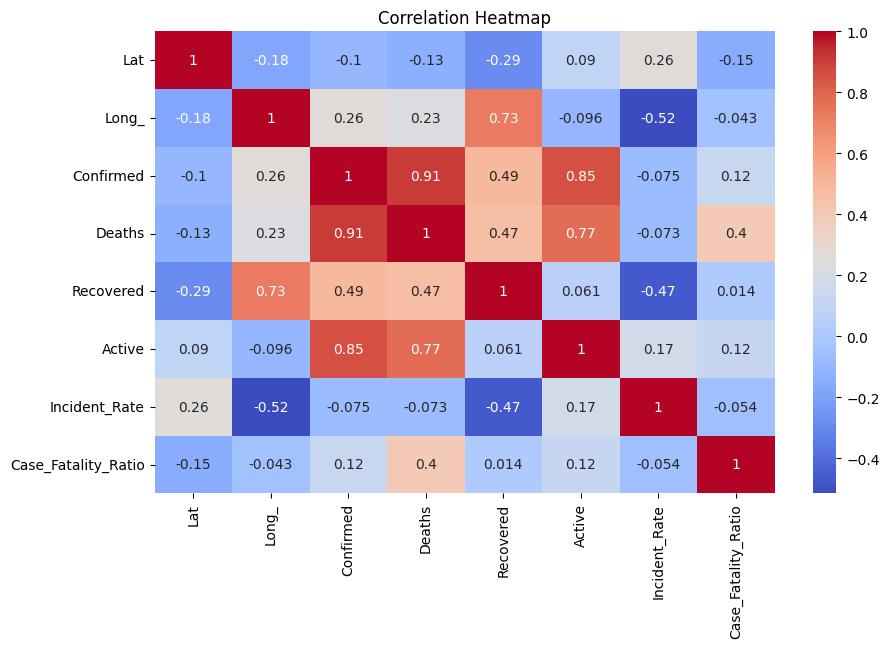 Correlation Heatmap
Lat 1 -0.18 -0.1 -0.13 -0.29 0.09 0.26 -0.15
Long_ -0.18 1 0.26 0.23 0.73 -0.096 -0.52 -0.043
Confirmed -0.1 0.26 1 0.91 0.49 0.85 -0.075 0.12
Deaths -0.13 0.23 0.91 1 0.47 0.77 -0.073 0.4
Recovered -0.29 0.73 0.49 0.47 1 0.061 -0.47 0.014
Active 0.09 -0.096 0.85 0.77 0.061 1 0.17 0.12
Incident_Rate 0.26 -0.52 -0.075 -0.073 -0.47 0.17 1 -0.054
Case_Fatality_Ratio -0.15 -0.043 0.12 0.4 0.014 0.12 -0.054 1
Lat
Long_
Confirmed
Deaths
Recovered
Active
Incident_Rate
Case_Fatality_Ratio
1.0
0.8
0.6
0.4
0.2
0.0
−0.2
−0.4